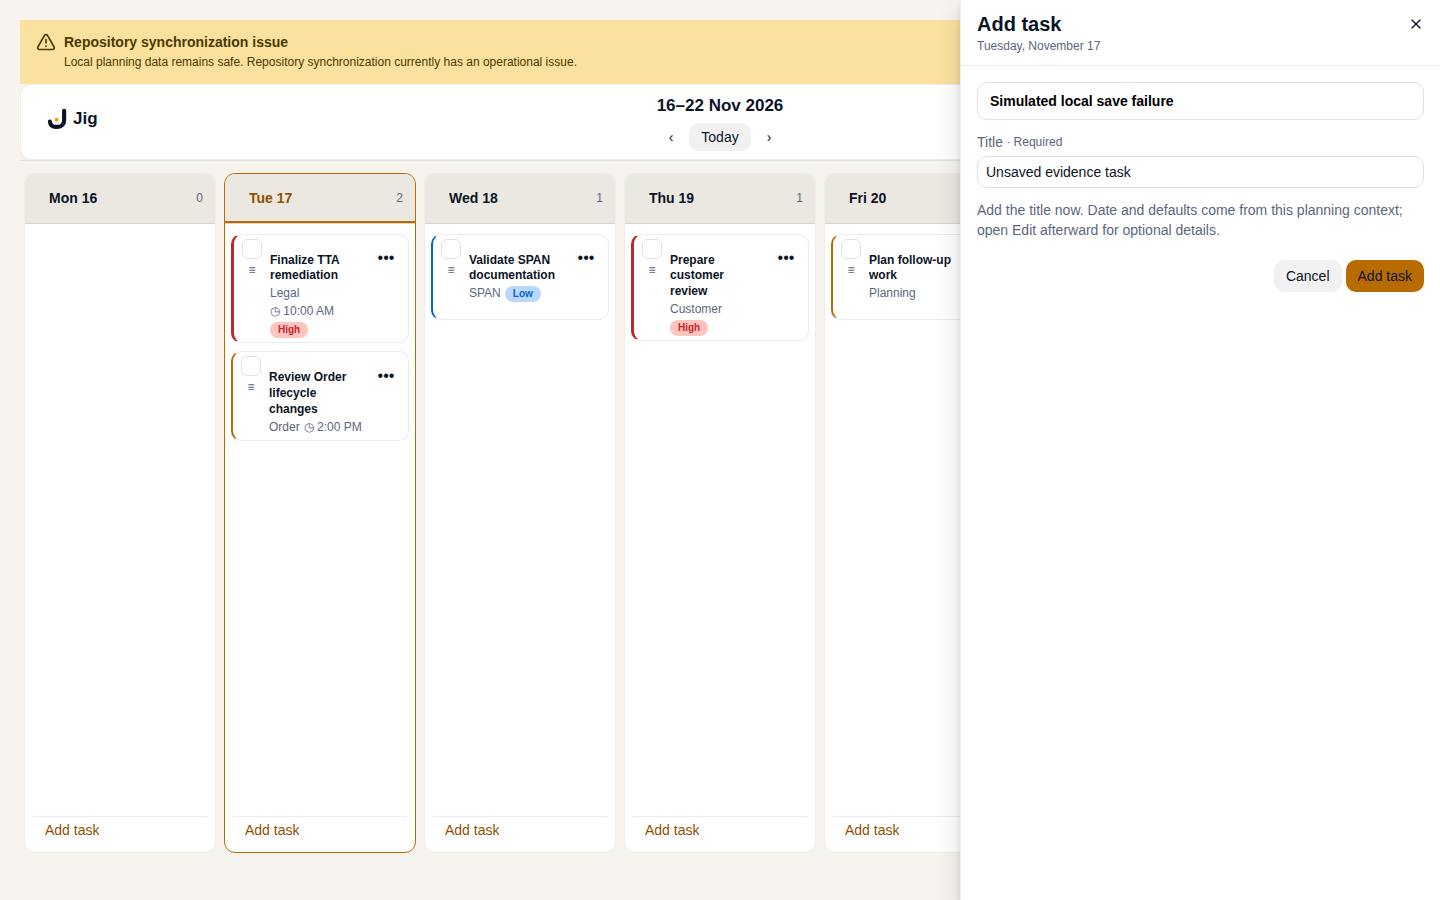 Repository synchronization issue
Local planning data remains safe. Repository synchronization currently has an operational issue.
Jig
16–22 Nov 2026
‹ Today ›
Mon 16 0
Add task
Tue 17 2
Finalize TTA
remediation
•••
≡
Legal
10:00 AM
High
Review Order
lifecycle
changes
•••
≡
Order 2:00 PM
Add task
Wed 18 1
Validate SPAN
documentation
•••
≡
SPAN Low
Add task
Thu 19 1
Prepare
customer
review
•••
≡
Customer
High
Add task
Fri 20
Plan follow-up
work
≡
Planning
Add task
Add task
×
Tuesday, November 17
Simulated local save failure
Title · Required
Unsaved evidence task
Add the title now. Date and defaults come from this planning context;
open Edit afterward for optional details.
Cancel Add task